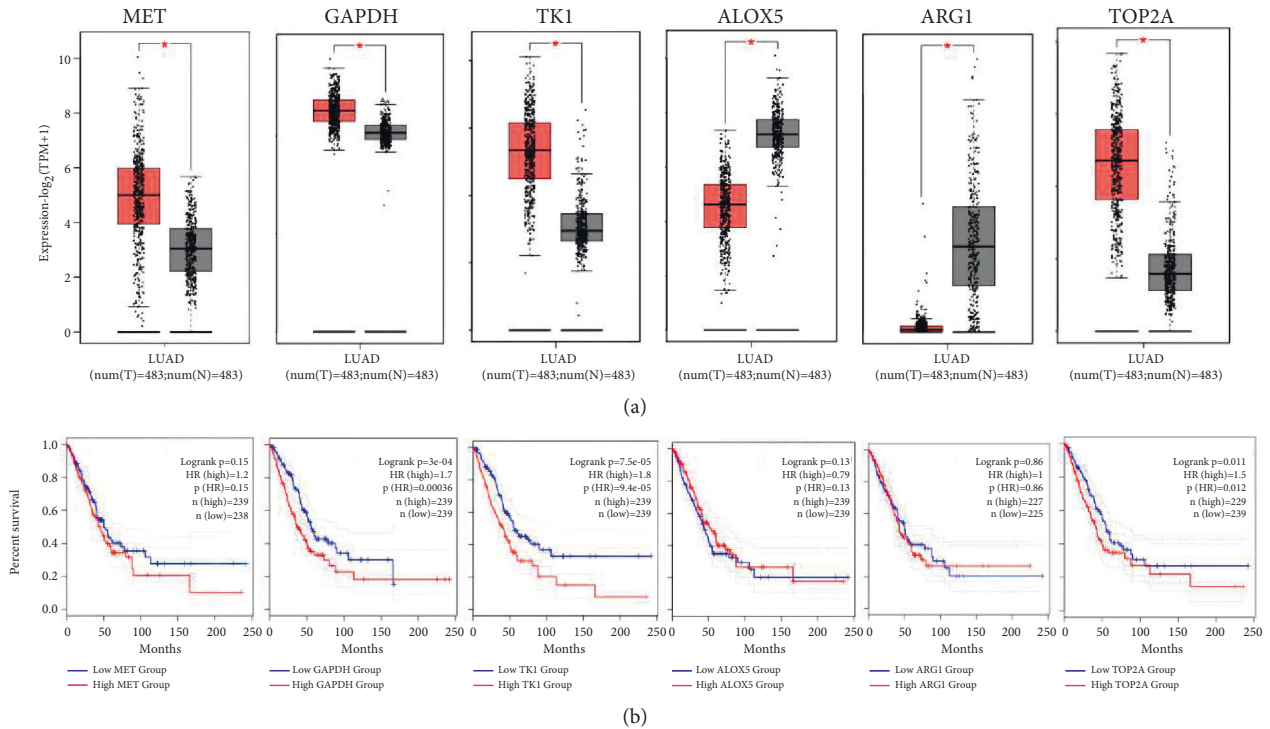 MET
GAPDH
TK1
ALOX5
ARG1
TOP2A
Expression-log2(TPM+1)
10
8
6
4
2
0
*
*
*
*
*
*
LUAD
(num(T)=483;num(N)=483)
LUAD
(num(T)=483;num(N)=483)
LUAD
(num(T)=483;num(N)=483)
LUAD
(num(T)=483;num(N)=483)
LUAD
(num(T)=483;num(N)=483)
LUAD
(num(T)=483;num(N)=483)
(a)
Percent survival
1.0
0.8
0.6
0.4
0.2
0.0
Logrank p=0.15
HR (high)=1.2
p (HR)=0.15
n (high)=239
n (low)=238
0 50 100 150 200 250
Months
Low MET Group
High MET Group
Logrank p=3e-04
HR (high)=1.7
p (HR)=0.00036
n (high)=239
n (low)=239
0 50 100 150 200 250
Months
Low GAPDH Group
High GAPDH Group
Logrank p=7.5e-05
HR (high)=1.8
p (HR)=9.4e-05
n (high)=239
n (low)=239
0 50 100 150 200 250
Months
Low TK1 Group
High TK1 Group
Logrank p=0.13
HR (high)=0.79
p (HR)=0.13
n (high)=239
n (low)=239
0 50 100 150 200 250
Months
Low ALOX5 Group
High ALOX5 Group
Logrank p=0.86
HR (high)=1
p (HR)=0.86
n (high)=227
n (low)=225
0 50 100 150 200 250
Months
Low ARG1 Group
High ARG1 Group
Logrank p=0.011
HR (high)=1.5
p (HR)=0.012
n (high)=229
n (low)=239
0 50 100 150 200 250
Months
Low TOP2A Group
High TOP2A Group
(b)